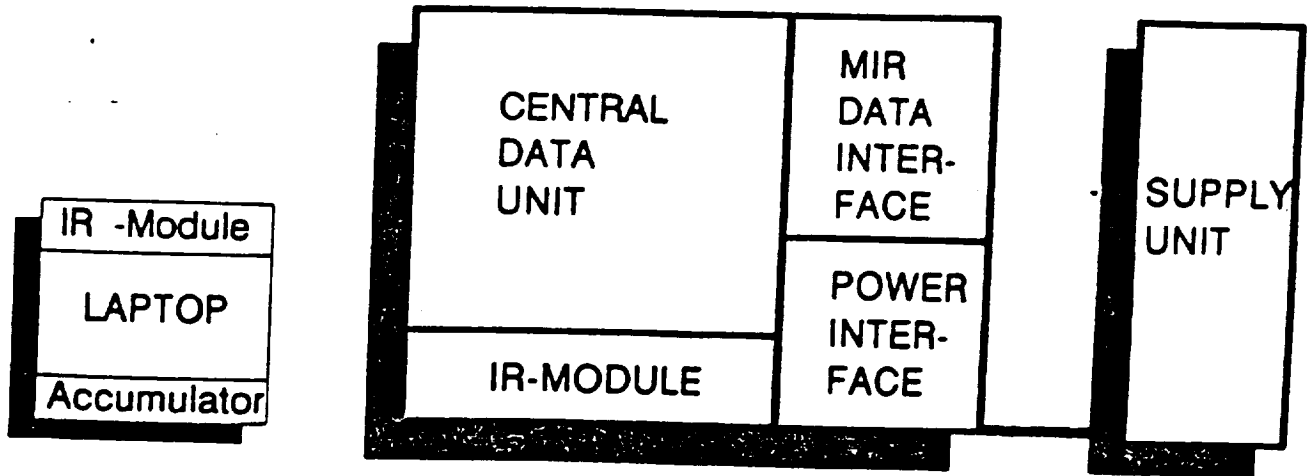 IR -Module
LAPTOP
Accumulator
CENTRAL
DATA
UNIT
IR-MODULE
MIR
DATA
INTER-
FACE
POWER
INTER-
FACE
SUPPLY
UNIT